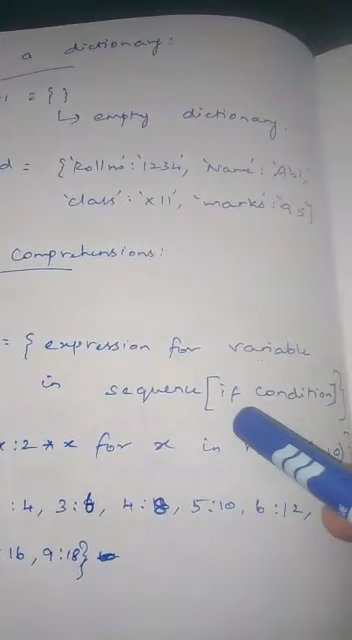 a dictionary:
= { }
↳ empty dictionary.
d = {'Rollno':'1234', 'Name':'Abi',
'class':'XII', 'marks':'95'}
Comprehensions:
= { expression for variable
in sequence [if condition]}
x:2**x for x in
:4, 3:6, 4:8, 5:10, 6:12,
:16, 9:18}